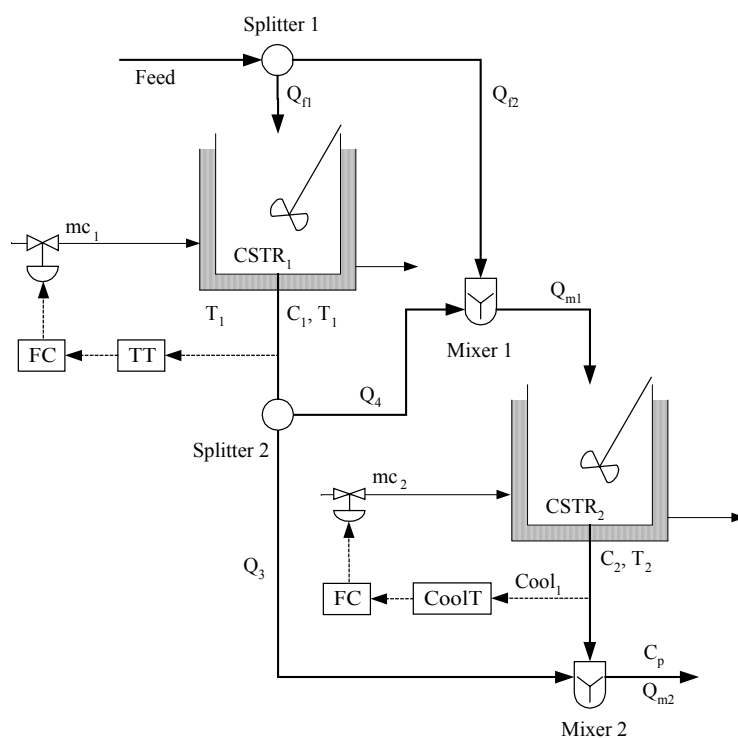 Splitter 1
Feed
Q_f1
Q_f2
mc_1
CSTR_1
T_1
C_1, T_1
Q_m1
FC
TT
Mixer 1
Q_4
Splitter 2
mc_2
CSTR_2
C_2, T_2
Q_3
Cool_1
FC
CoolT
C_p
Q_m2
Mixer 2